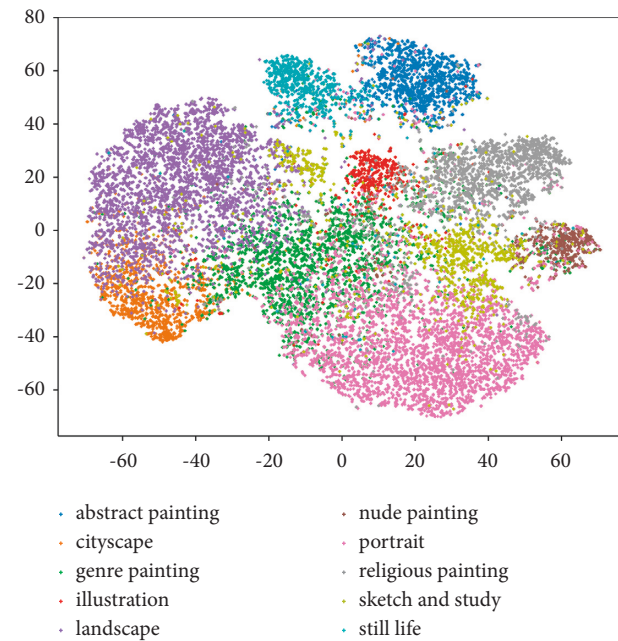 80
60
40
20
0
-20
-40
-60
-60 -40 -20 0 20 40 60
abstract painting
cityscape
genre painting
illustration
landscape
nude painting
portrait
religious painting
sketch and study
still life